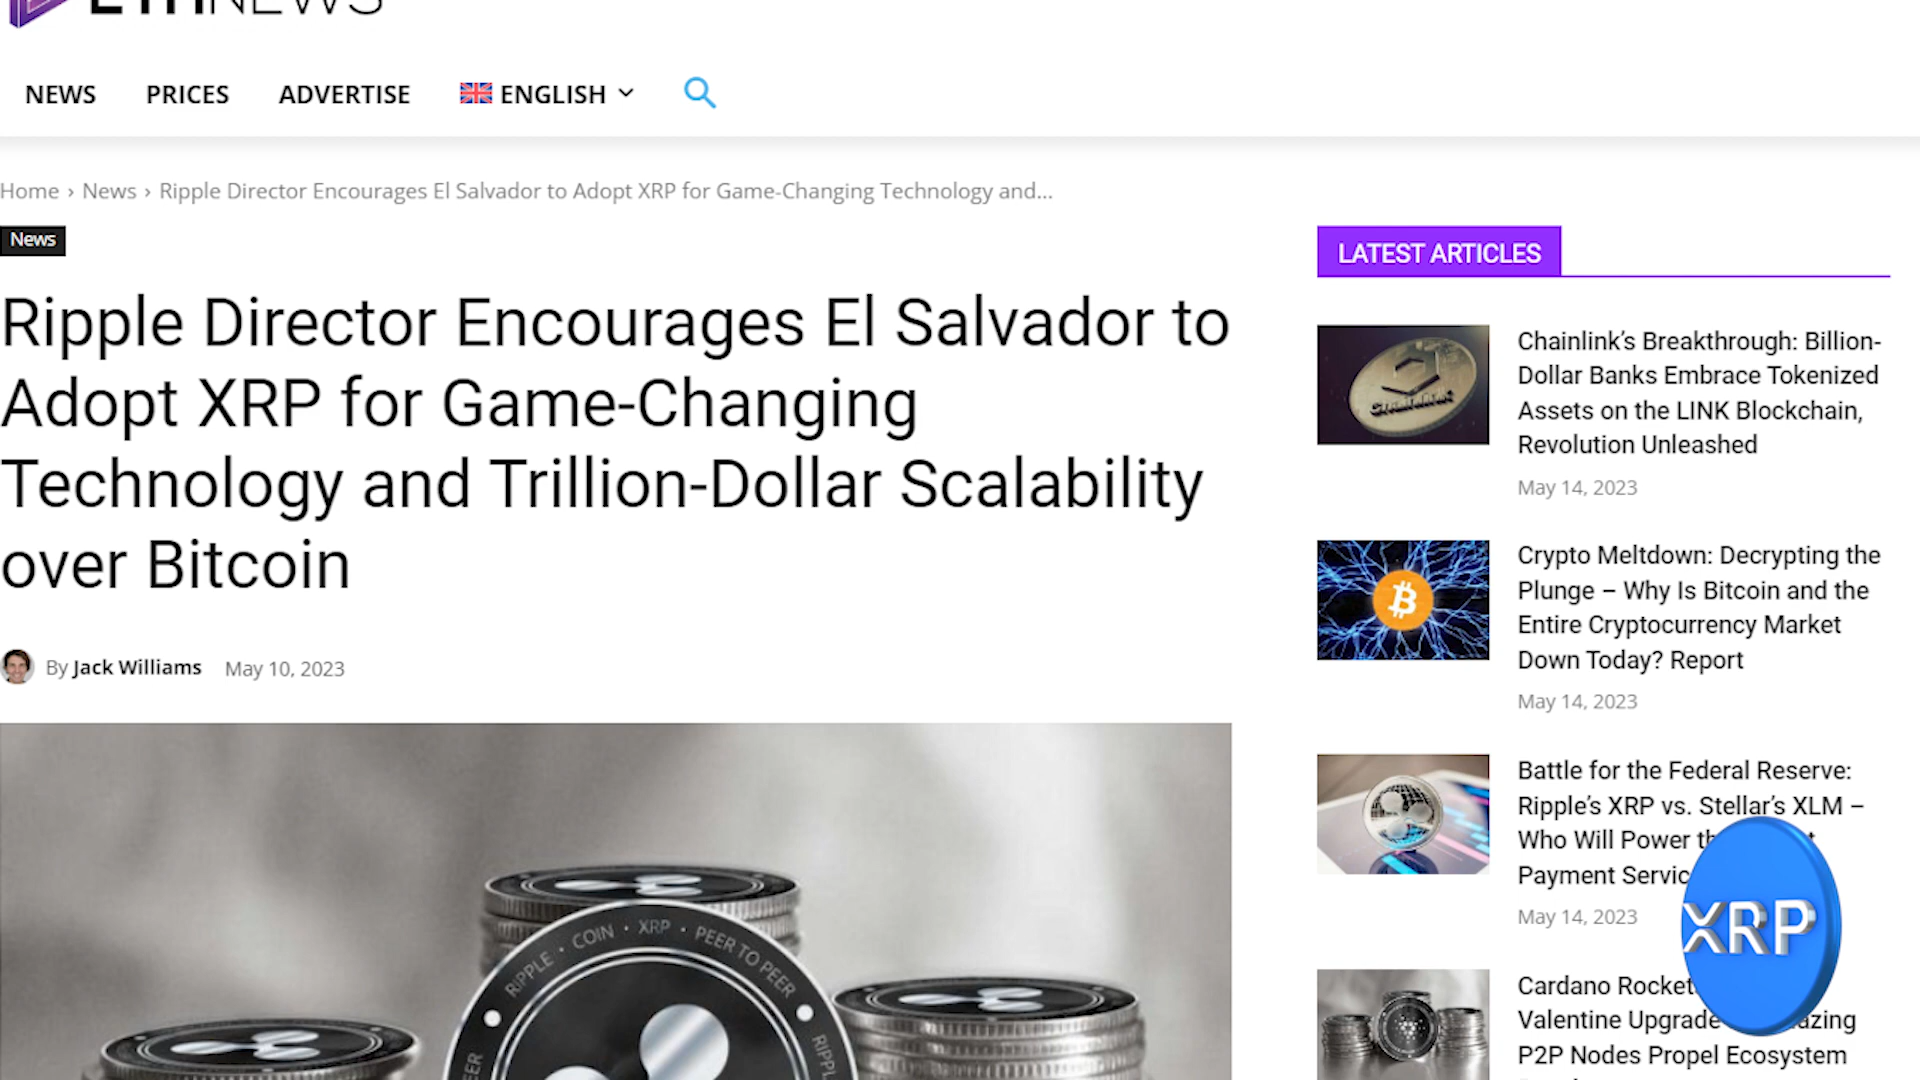 NEWS
PRICES
ADVERTISE
ENGLISH
Home › News › Ripple Director Encourages El Salvador to Adopt XRP for Game-Changing Technology and...
News
Ripple Director Encourages El Salvador to
Adopt XRP for Game-Changing
Technology and Trillion-Dollar Scalability
over Bitcoin
By Jack Williams May 10, 2023
RIPPLE • COIN • XRP • PEER TO PEER
LATEST ARTICLES
Chainlink’s Breakthrough: Billion-
Dollar Banks Embrace Tokenized
Assets on the LINK Blockchain,
Revolution Unleashed
May 14, 2023
Crypto Meltdown: Decrypting the
Plunge – Why Is Bitcoin and the
Entire Cryptocurrency Market
Down Today? Report
May 14, 2023
Battle for the Federal Reserve:
Ripple’s XRP vs. Stellar’s XLM –
Who Will Power
Payment
May 14, 2023
Cardano
Valentine Upgrade
P2P Nodes Propel Ecosystem
XRP